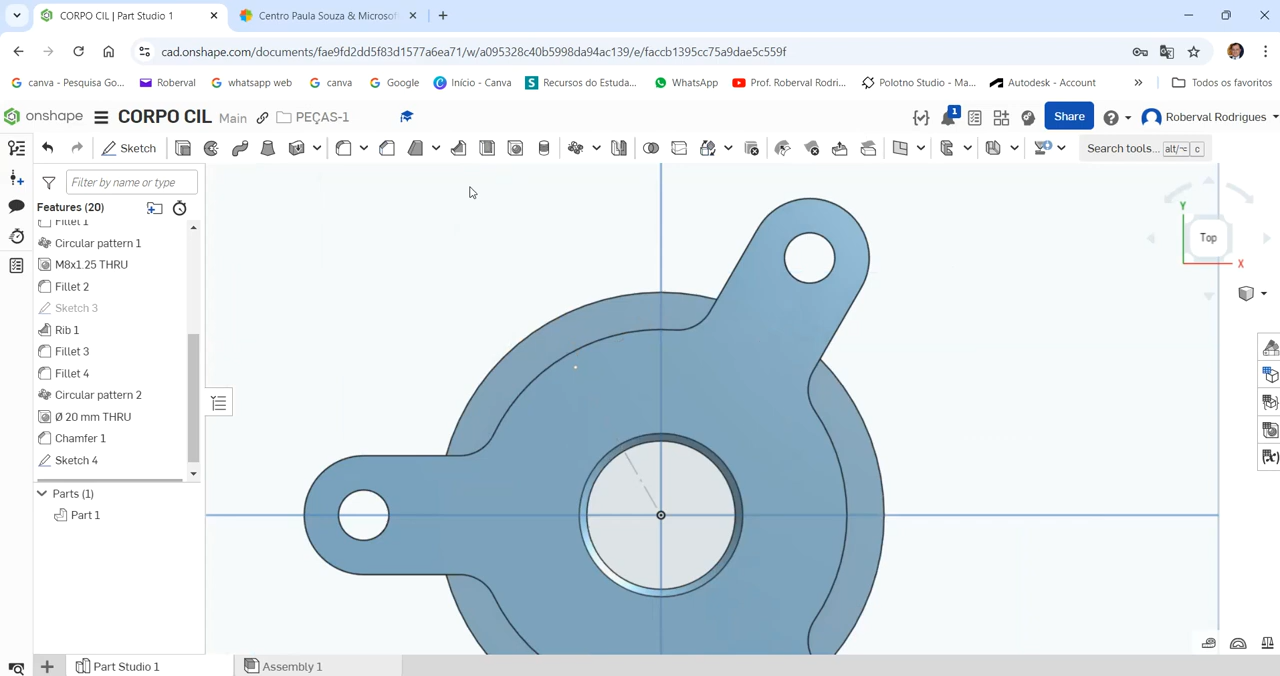 CORPO CIL | Part Studio 1
Centro Paula Souza & Microsof
cad.onshape.com/documents/fae9fd2dd5f83d1577a6ea71/w/a095328c40b5998da94ac139/e/faccb1395cc75a9dae5c559f
canva - Pesquisa Go... Roberval whatsapp web canva Google Início - Canva Recursos do Estuda... WhatsApp Prof. Roberval Rodri... Polotno Studio - Ma... Autodesk - Account » Todos os favoritos
onshape CORPO CIL Main PEÇAS-1 1 Share Roberval Rodrigues
Sketch Search tools... alt/⌥ c
Filter by name or type
Features (20)
Fillet 1
Circular pattern 1
M8x1.25 THRU
Fillet 2
Sketch 3
Rib 1
Fillet 3
Fillet 4
Circular pattern 2
Ø 20 mm THRU
Chamfer 1
Sketch 4
Parts (1)
Part 1
Y
Top
X
Part Studio 1 Assembly 1